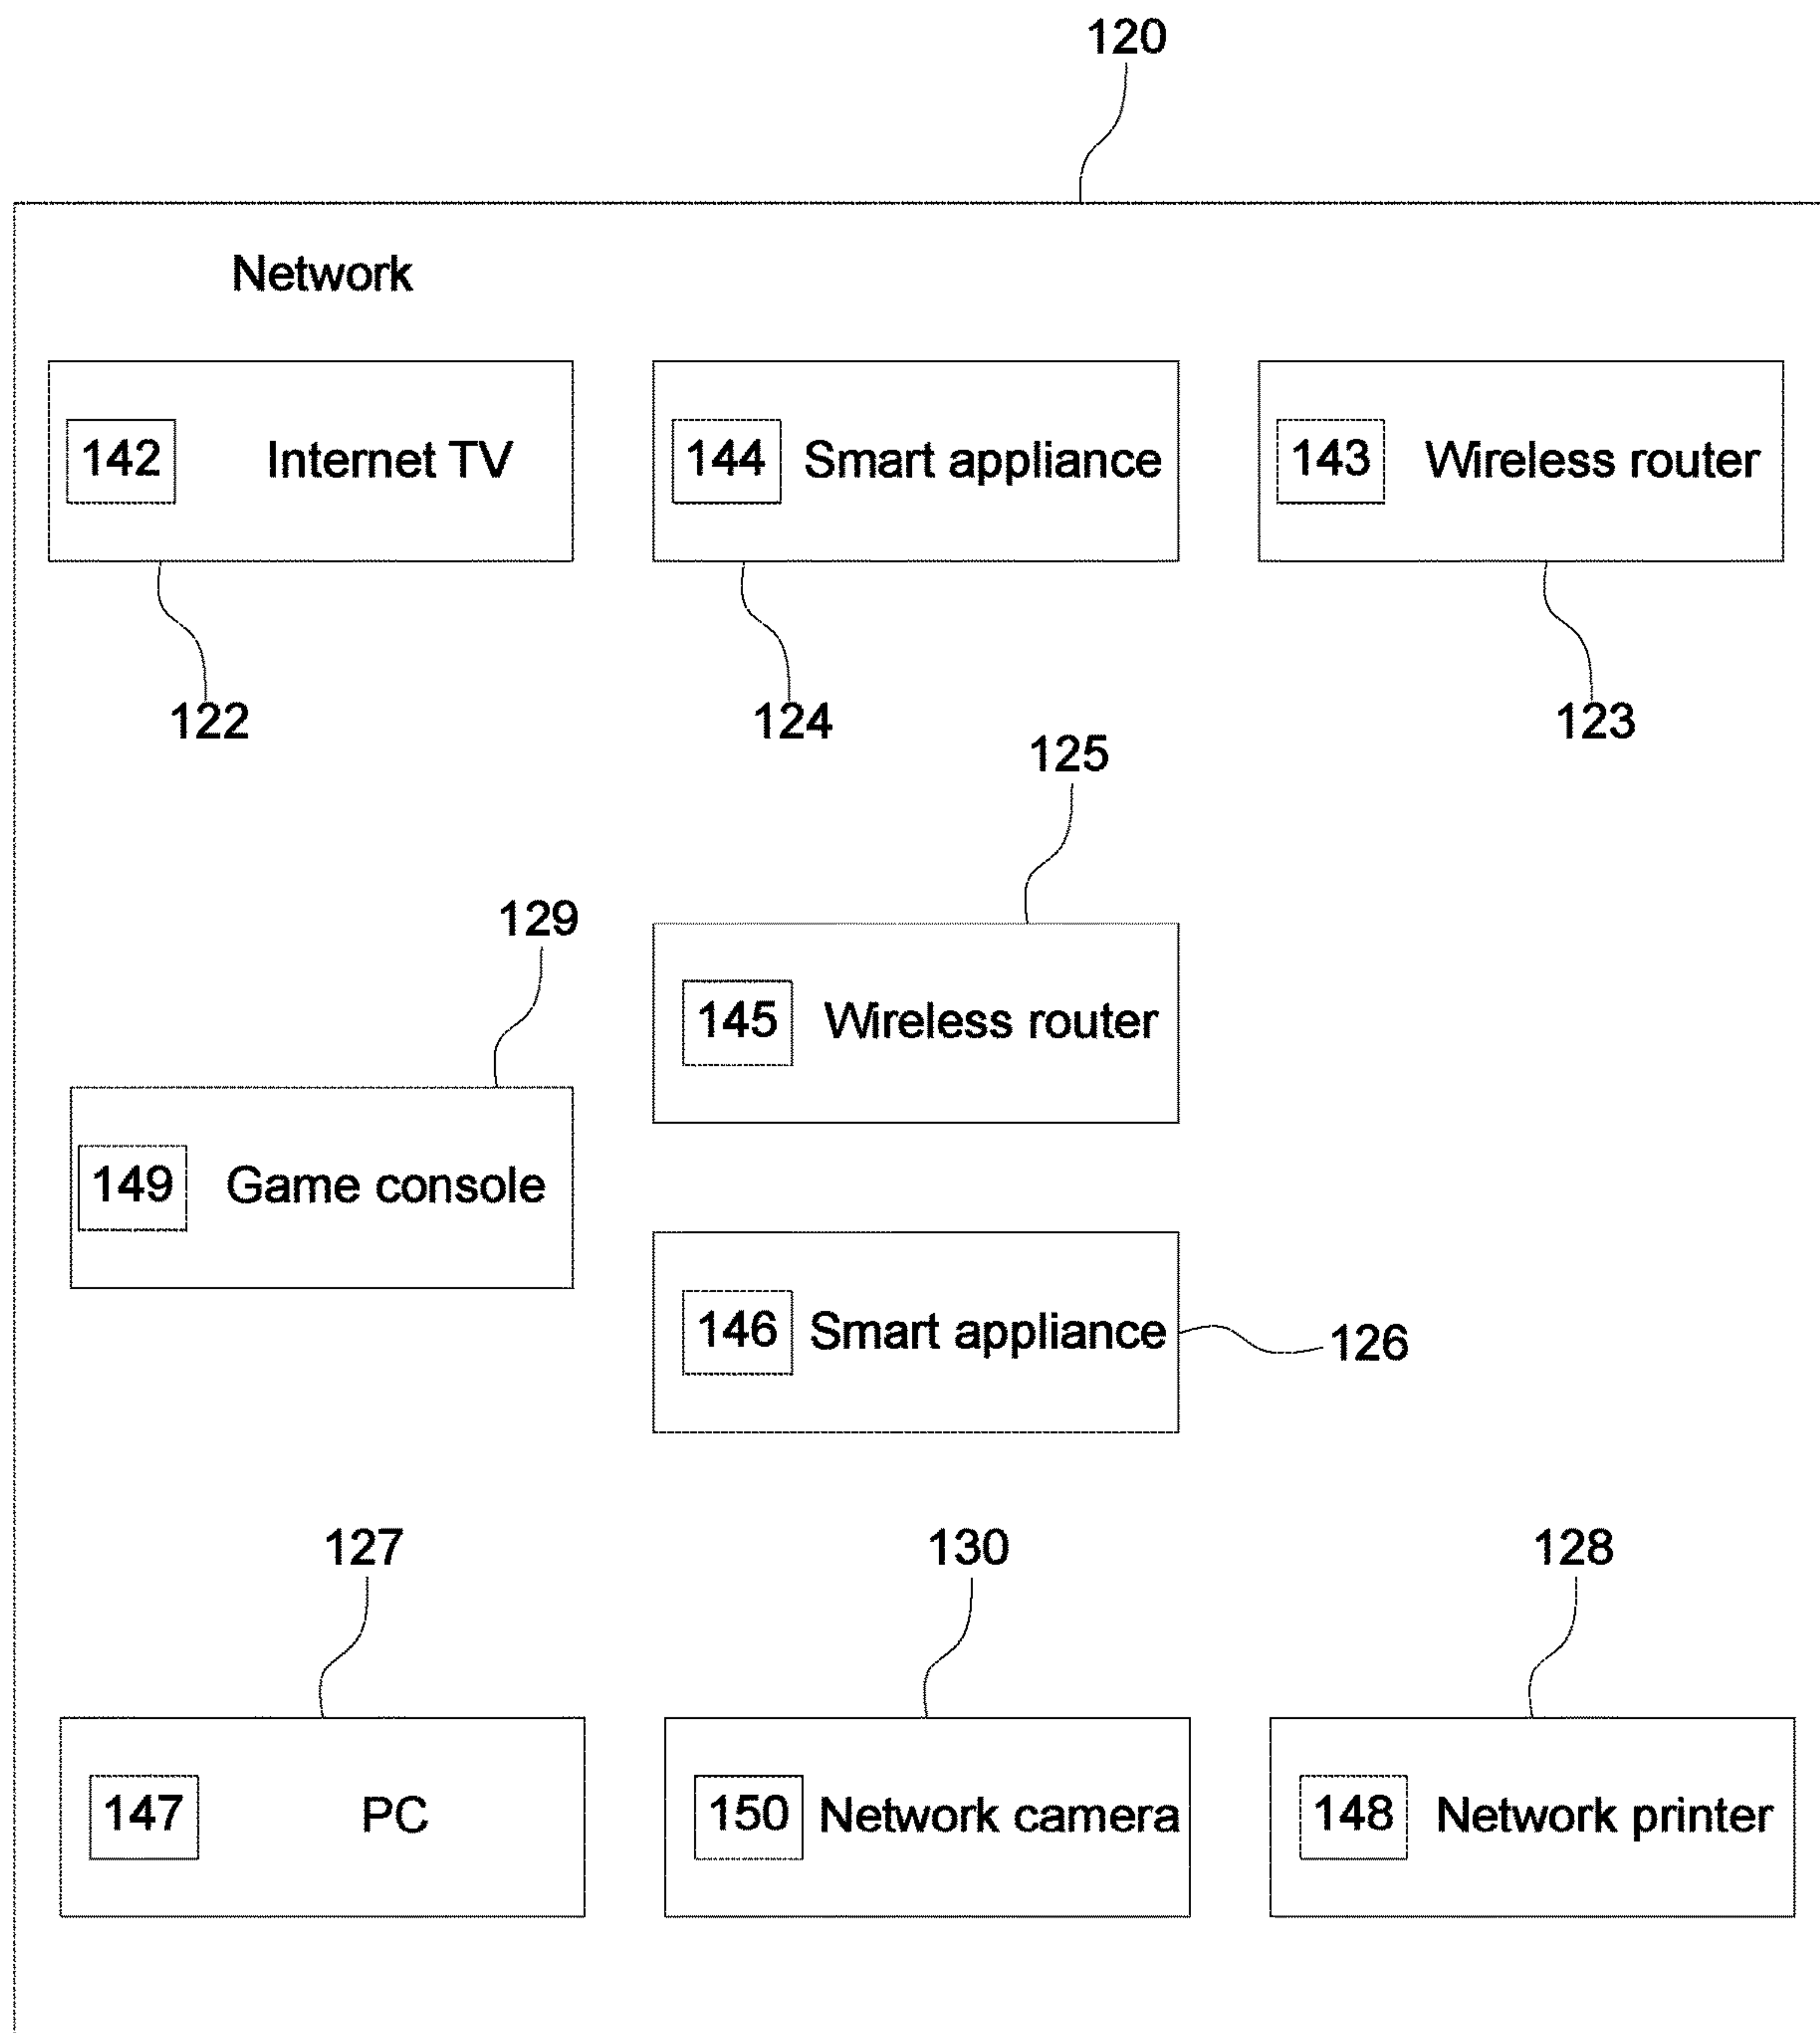 120
Network
142 Internet TV
144 Smart appliance
143 Wireless router
122
124
123
125
129
145 Wireless router
149 Game console
146 Smart appliance
126
127
130
128
147 PC
150 Network camera
148 Network printer